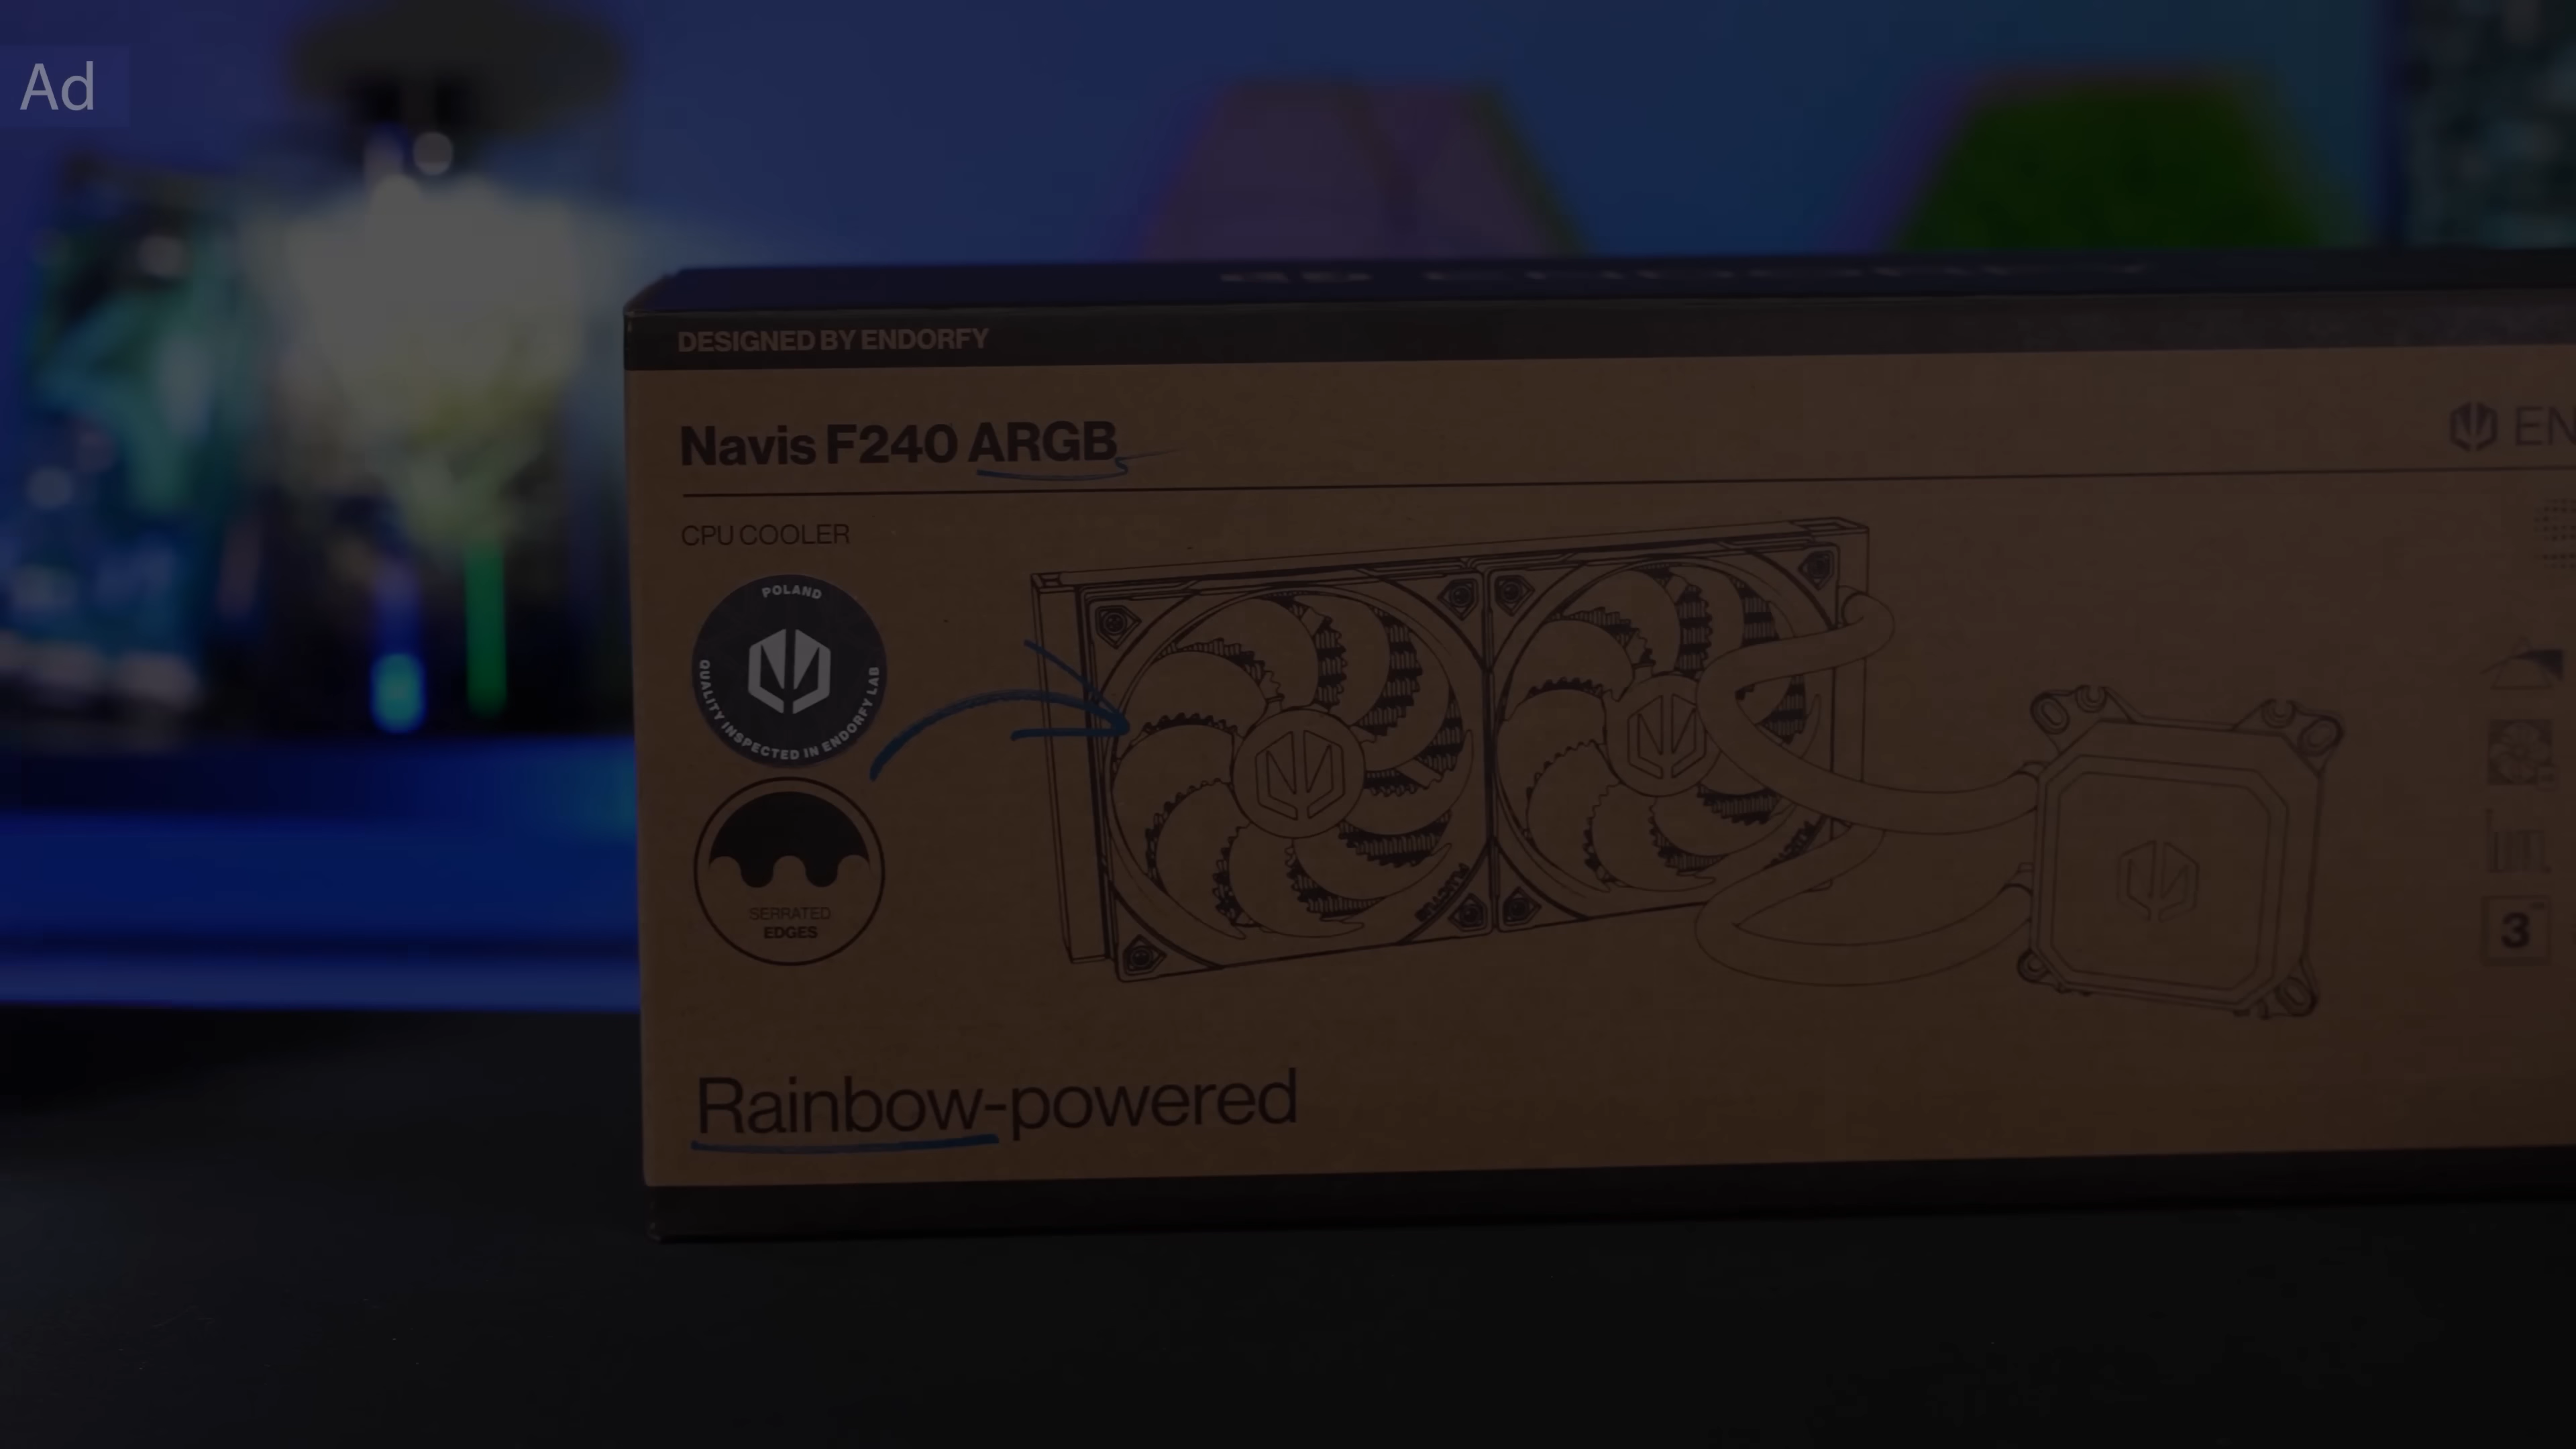 Ad
DESIGNED BY ENDORFY
Navis F240 ARGB
CPU COOLER
POLAND
QUALITY INSPECTED IN ENDORFY LAB
SERRATED
EDGES
Rainbow-powered
EN
3